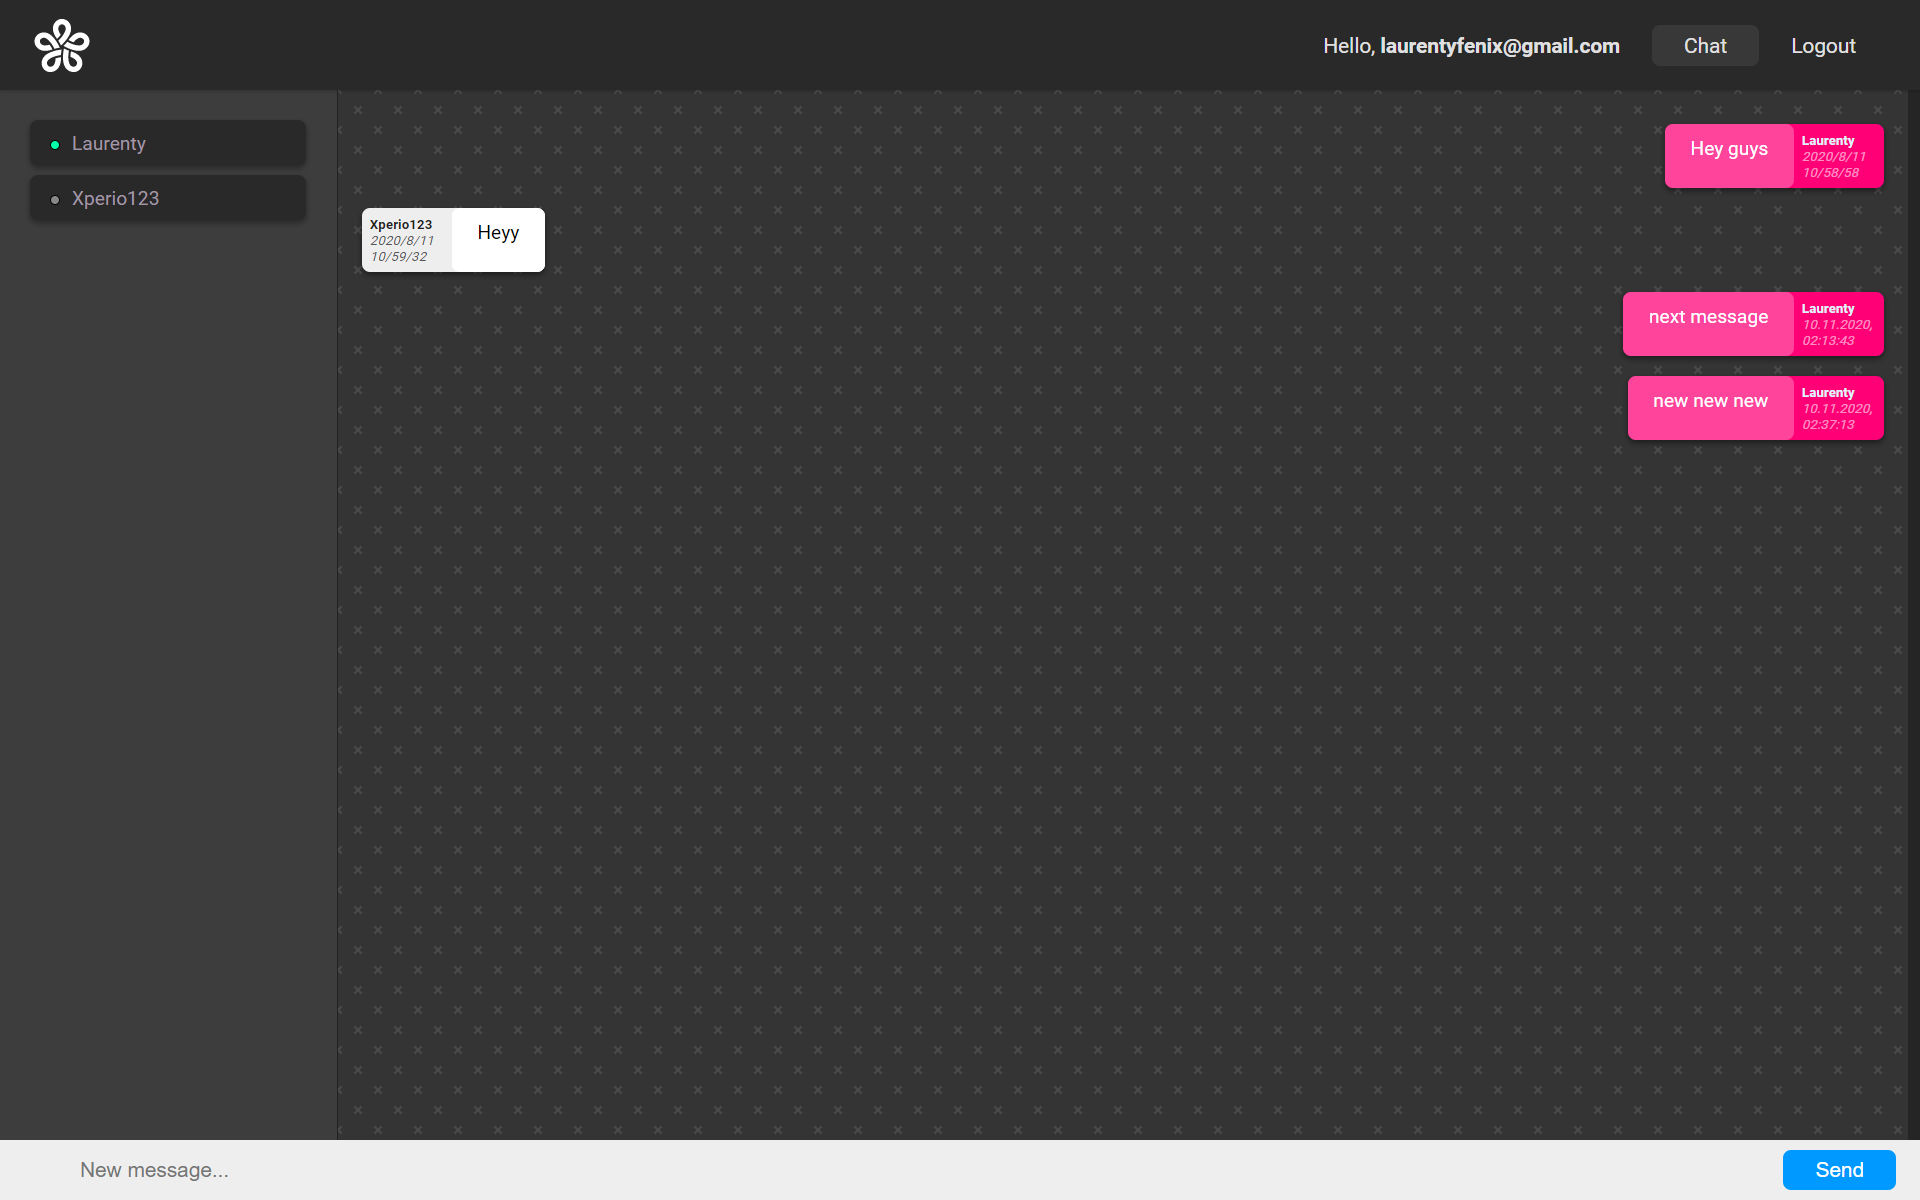 Hello, laurentyfenix@gmail.com
Chat
Logout
Laurenty
Xperio123
Hey guys
Laurenty
2020/8/11
10/58/58
Xperio123
2020/8/11
10/59/32
Heyy
next message
Laurenty
10.11.2020,
02:13:43
new new new
Laurenty
10.11.2020,
02:37:13
New message...
Send